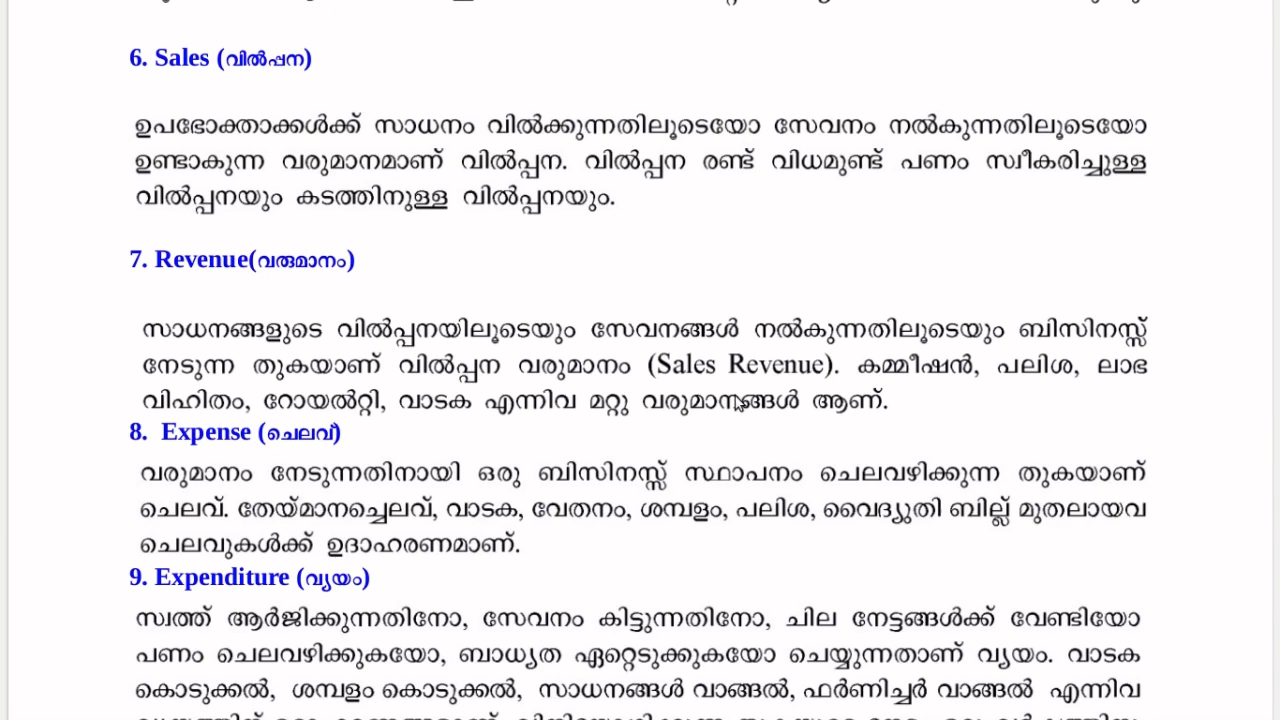 6. Sales (വിൽപ്പന)
ഉപഭോക്താക്കൾക്ക് സാധനം വിൽക്കുന്നതിലൂടെയോ സേവനം നൽകുന്നതിലൂടെയോ
ഉണ്ടാകുന്ന വരുമാനമാണ് വിൽപ്പന. വിൽപ്പന രണ്ട് വിധമുണ്ട് പണം സ്വീകരിച്ചുള്ള
വിൽപ്പനയും കടത്തിനുള്ള വിൽപ്പനയും.
7. Revenue(വരുമാനം)
സാധനങ്ങളുടെ വിൽപ്പനയിലൂടെയും സേവനങ്ങൾ നൽകുന്നതിലൂടെയും ബിസിനസ്സ്
നേടുന്ന തുകയാണ് വിൽപ്പന വരുമാനം (Sales Revenue). കമ്മീഷൻ, പലിശ, ലാഭ
വിഹിതം, റോയൽറ്റി, വാടക എന്നിവ മറ്റു വരുമാനങ്ങൾ ആണ്.
8. Expense (ചെലവ്)
വരുമാനം നേടുന്നതിനായി ഒരു ബിസിനസ്സ് സ്ഥാപനം ചെലവഴിക്കുന്ന തുകയാണ്
ചെലവ്. തേയ്മാനച്ചെലവ്, വാടക, വേതനം, ശമ്പളം, പലിശ, വൈദ്യുതി ബില്ല് മുതലായവ
ചെലവുകൾക്ക് ഉദാഹരണമാണ്.
9. Expenditure (വ്യയം)
സ്വത്ത് ആർജിക്കുന്നതിനോ, സേവനം കിട്ടുന്നതിനോ, ചില നേട്ടങ്ങൾക്ക് വേണ്ടിയോ
പണം ചെലവഴിക്കുകയോ, ബാധ്യത ഏറ്റെടുക്കുകയോ ചെയ്യുന്നതാണ് വ്യയം. വാടക
കൊടുക്കൽ, ശമ്പളം കൊടുക്കൽ, സാധനങ്ങൾ വാങ്ങൽ, ഫർണിച്ചർ വാങ്ങൽ എന്നിവ